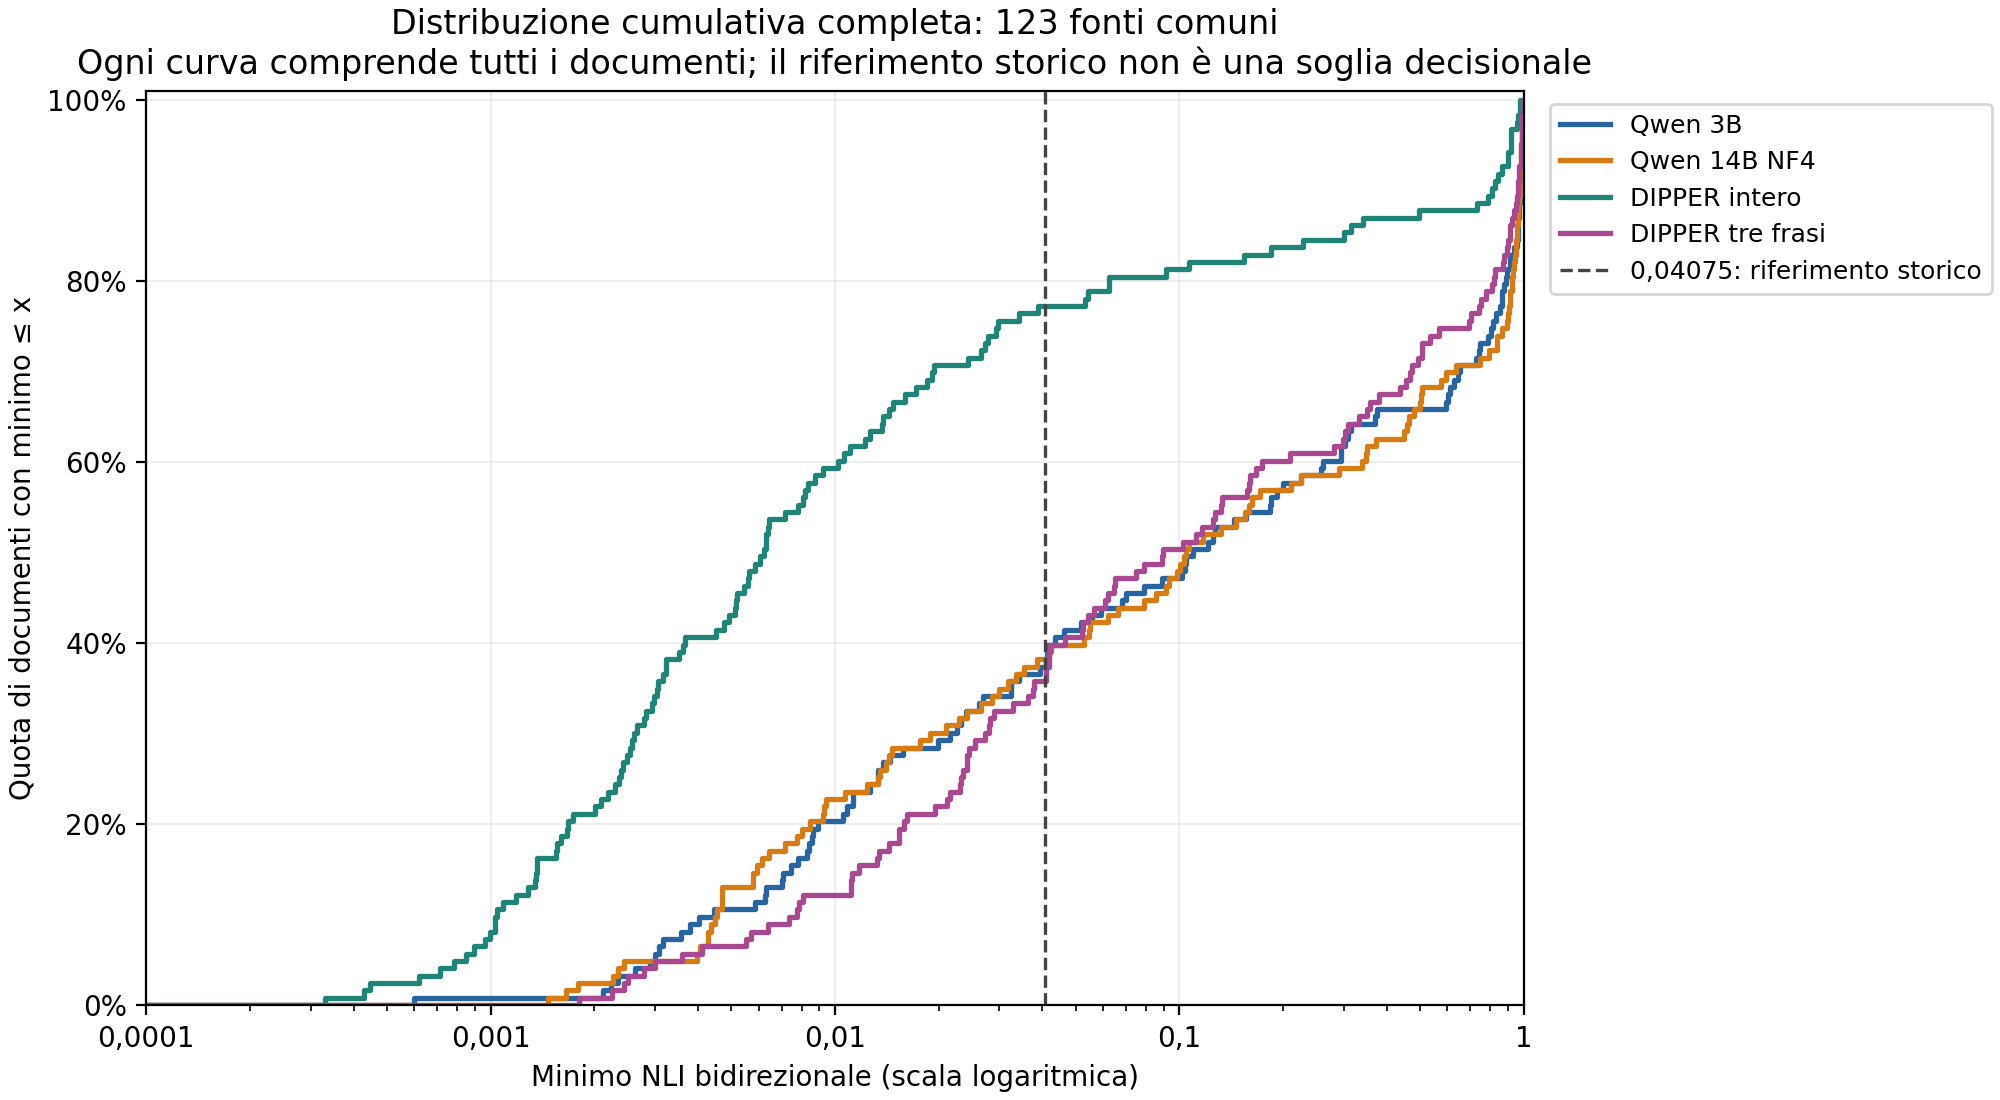 Distribuzione cumulativa completa: 123 fonti comuni
Ogni curva comprende tutti i documenti; il riferimento storico non è una soglia decisionale
Quota di documenti con minimo ≤ x
100%
80%
60%
40%
20%
0%
0,0001
0,001
0,01
0,1
1
Minimo NLI bidirezionale (scala logaritmica)
Qwen 3B
Qwen 14B NF4
DIPPER intero
DIPPER tre frasi
0,04075: riferimento storico